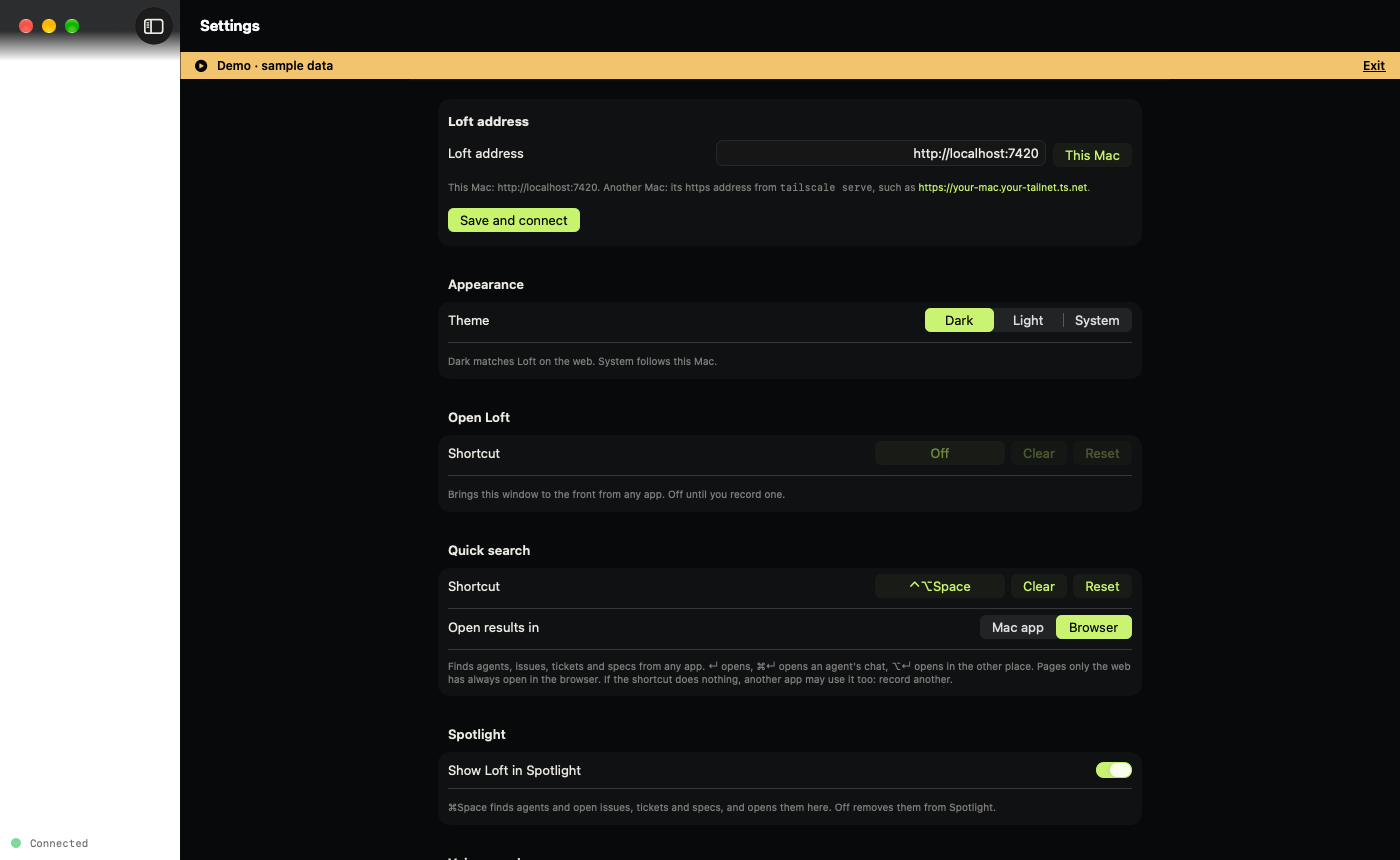 Settings
Demo · sample data
Exit
Loft address
Loft address
http://localhost:7420
This Mac
This Mac: http://localhost:7420. Another Mac: its https address from tailscale serve, such as https://your-mac.your-tailnet.ts.net.
Save and connect
Appearance
Theme
Dark
Light
System
Dark matches Loft on the web. System follows this Mac.
Open Loft
Shortcut
Off
Clear
Reset
Brings this window to the front from any app. Off until you record one.
Quick search
Shortcut
^⌥Space
Clear
Reset
Open results in
Mac app
Browser
Finds agents, issues, tickets and specs from any app. ↵ opens, ⌘↵ opens an agent's chat, ⌥↵ opens in the other place. Pages only the web
has always open in the browser. If the shortcut does nothing, another app may use it too: record another.
Spotlight
Show Loft in Spotlight
⌘Space finds agents and open issues, tickets and specs, and opens them here. Off removes them from Spotlight.
Connected